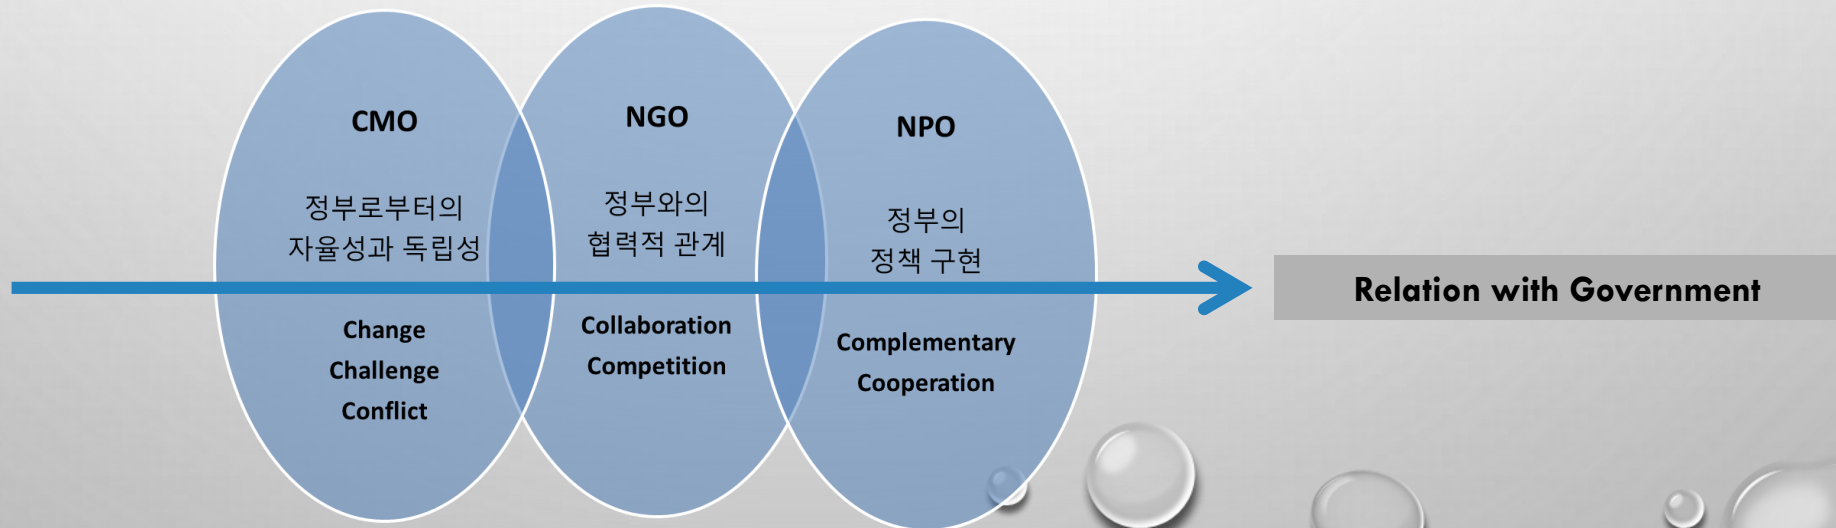 CMO
정부로부터의
자율성과 독립성
Change
Challenge
Conflict
NGO
정부와의
협력적 관계
Collaboration
Competition
NPO
정부의
정책 구현
Complementary
Cooperation
Relation with Government